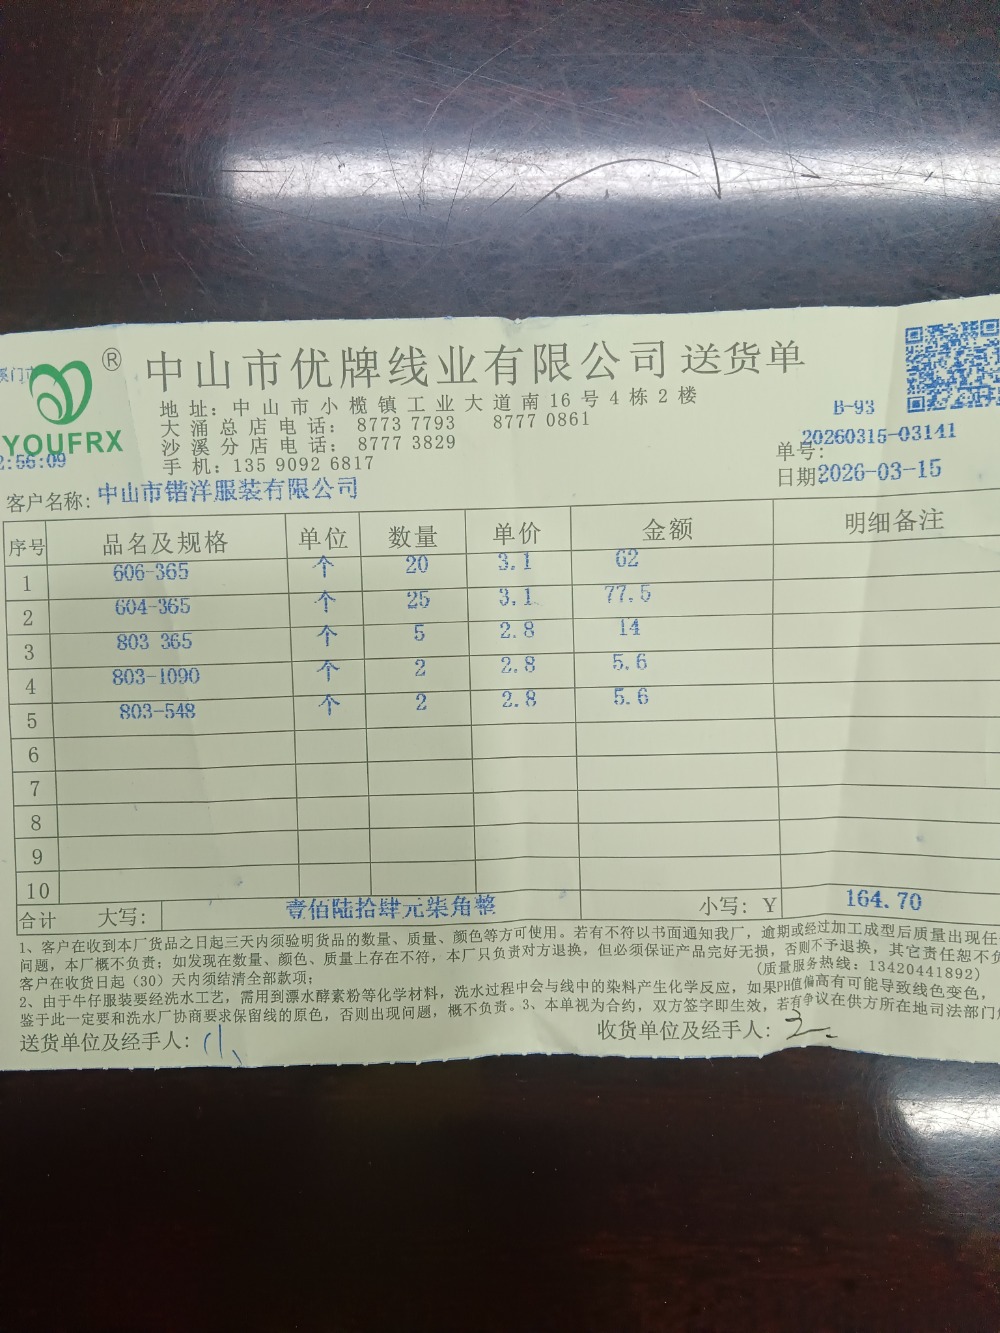 YOUFRX
®
中山市优牌线业有限公司 送货单
地址：中山市小榄镇工业大道南16号4栋2楼
大涌总店电话： 8773 7793 8777 0861
沙溪分店电话： 8777 3829
手机：135 9092 6817
2:56:09
B-93
单号：20260315-03141
日期2026-03-15
客户名称：中山市锴洋服装有限公司
序号 品名及规格 单位 数量 单价 金额 明细备注
1 606-365 个 20 3.1 62
2 604-365 个 25 3.1 77.5
3 803 365 个 5 2.8 14
4 803-1090 个 2 2.8 5.6
5 803-548 个 2 2.8 5.6
6
7
8
9
10
合计 大写： 壹佰陆拾肆元柒角整 小写：Y 164.70
1、客户在收到本厂货品之日起三天内须验明货品的数量、质量、颜色等方可使用。若有不符以书面通知我厂，逾期或经过加工成型后质量出现任
问题，本厂概不负责；如发现在数量、颜色、质量上存在不符，本厂只负责对方退换，但必须保证产品完好无损，否则不予退换，其它责任恕不负
客户在收货日起（30）天内须结清全部款项； （质量服务热线：13420441892）
2、由于牛仔服装要经洗水工艺，需用到漂水酵素粉等化学材料，洗水过程中会与线中的染料产生化学反应，如果PH值偏高有可能导致线色变色，
鉴于此一定要和洗水厂协商要求保留线的原色，否则出现问题，概不负责。3、本单视为合约，双方签字即生效，若有争议在供方所在地司法部门
送货单位及经手人： 收货单位及经手人：